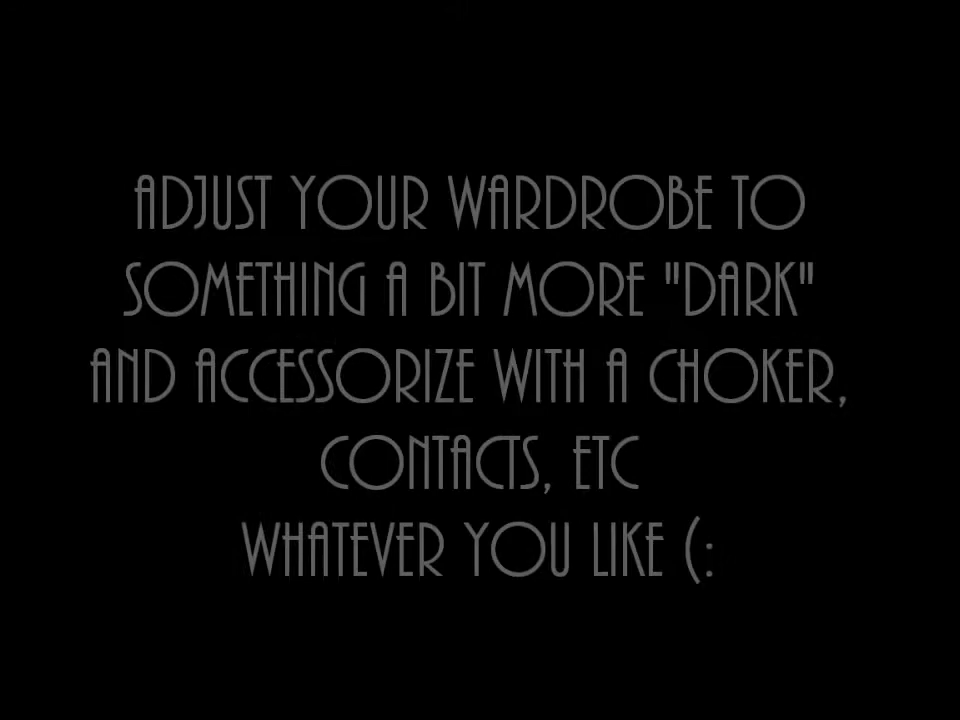 ADJUST YOUR WARDROBE TO
SOMETHING A BIT MORE "DARK"
AND ACCESSORIZE WITH A CHOKER,
CONTACTS, ETC
WHATEVER YOU LIKE (: